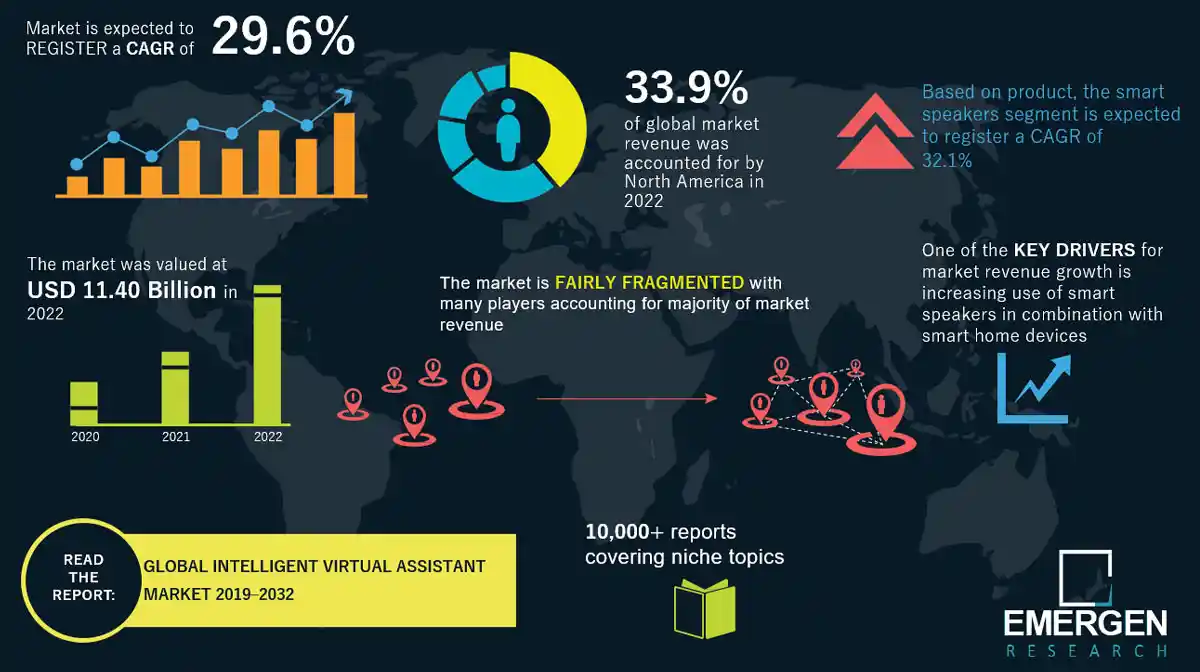 Market is expected to
REGISTER a CAGR of
29.6%
33.9%
of global market
revenue was
accounted for by
North America in
2022
Based on product, the smart
speakers segment is expected
to register a CAGR of
32.1%
The market was valued at
USD 11.40 Billion in
2022
2020
2021
2022
The market is FAIRLY FRAGMENTED with
many players accounting for majority of market
revenue
One of the KEY DRIVERS for
market revenue growth is
increasing use of smart
speakers in combination with
smart home devices
READ
THE
REPORT:
GLOBAL INTELLIGENT VIRTUAL ASSISTANT
MARKET 2019–2032
10,000+ reports
covering niche topics
EMERGEN
RESEARCH